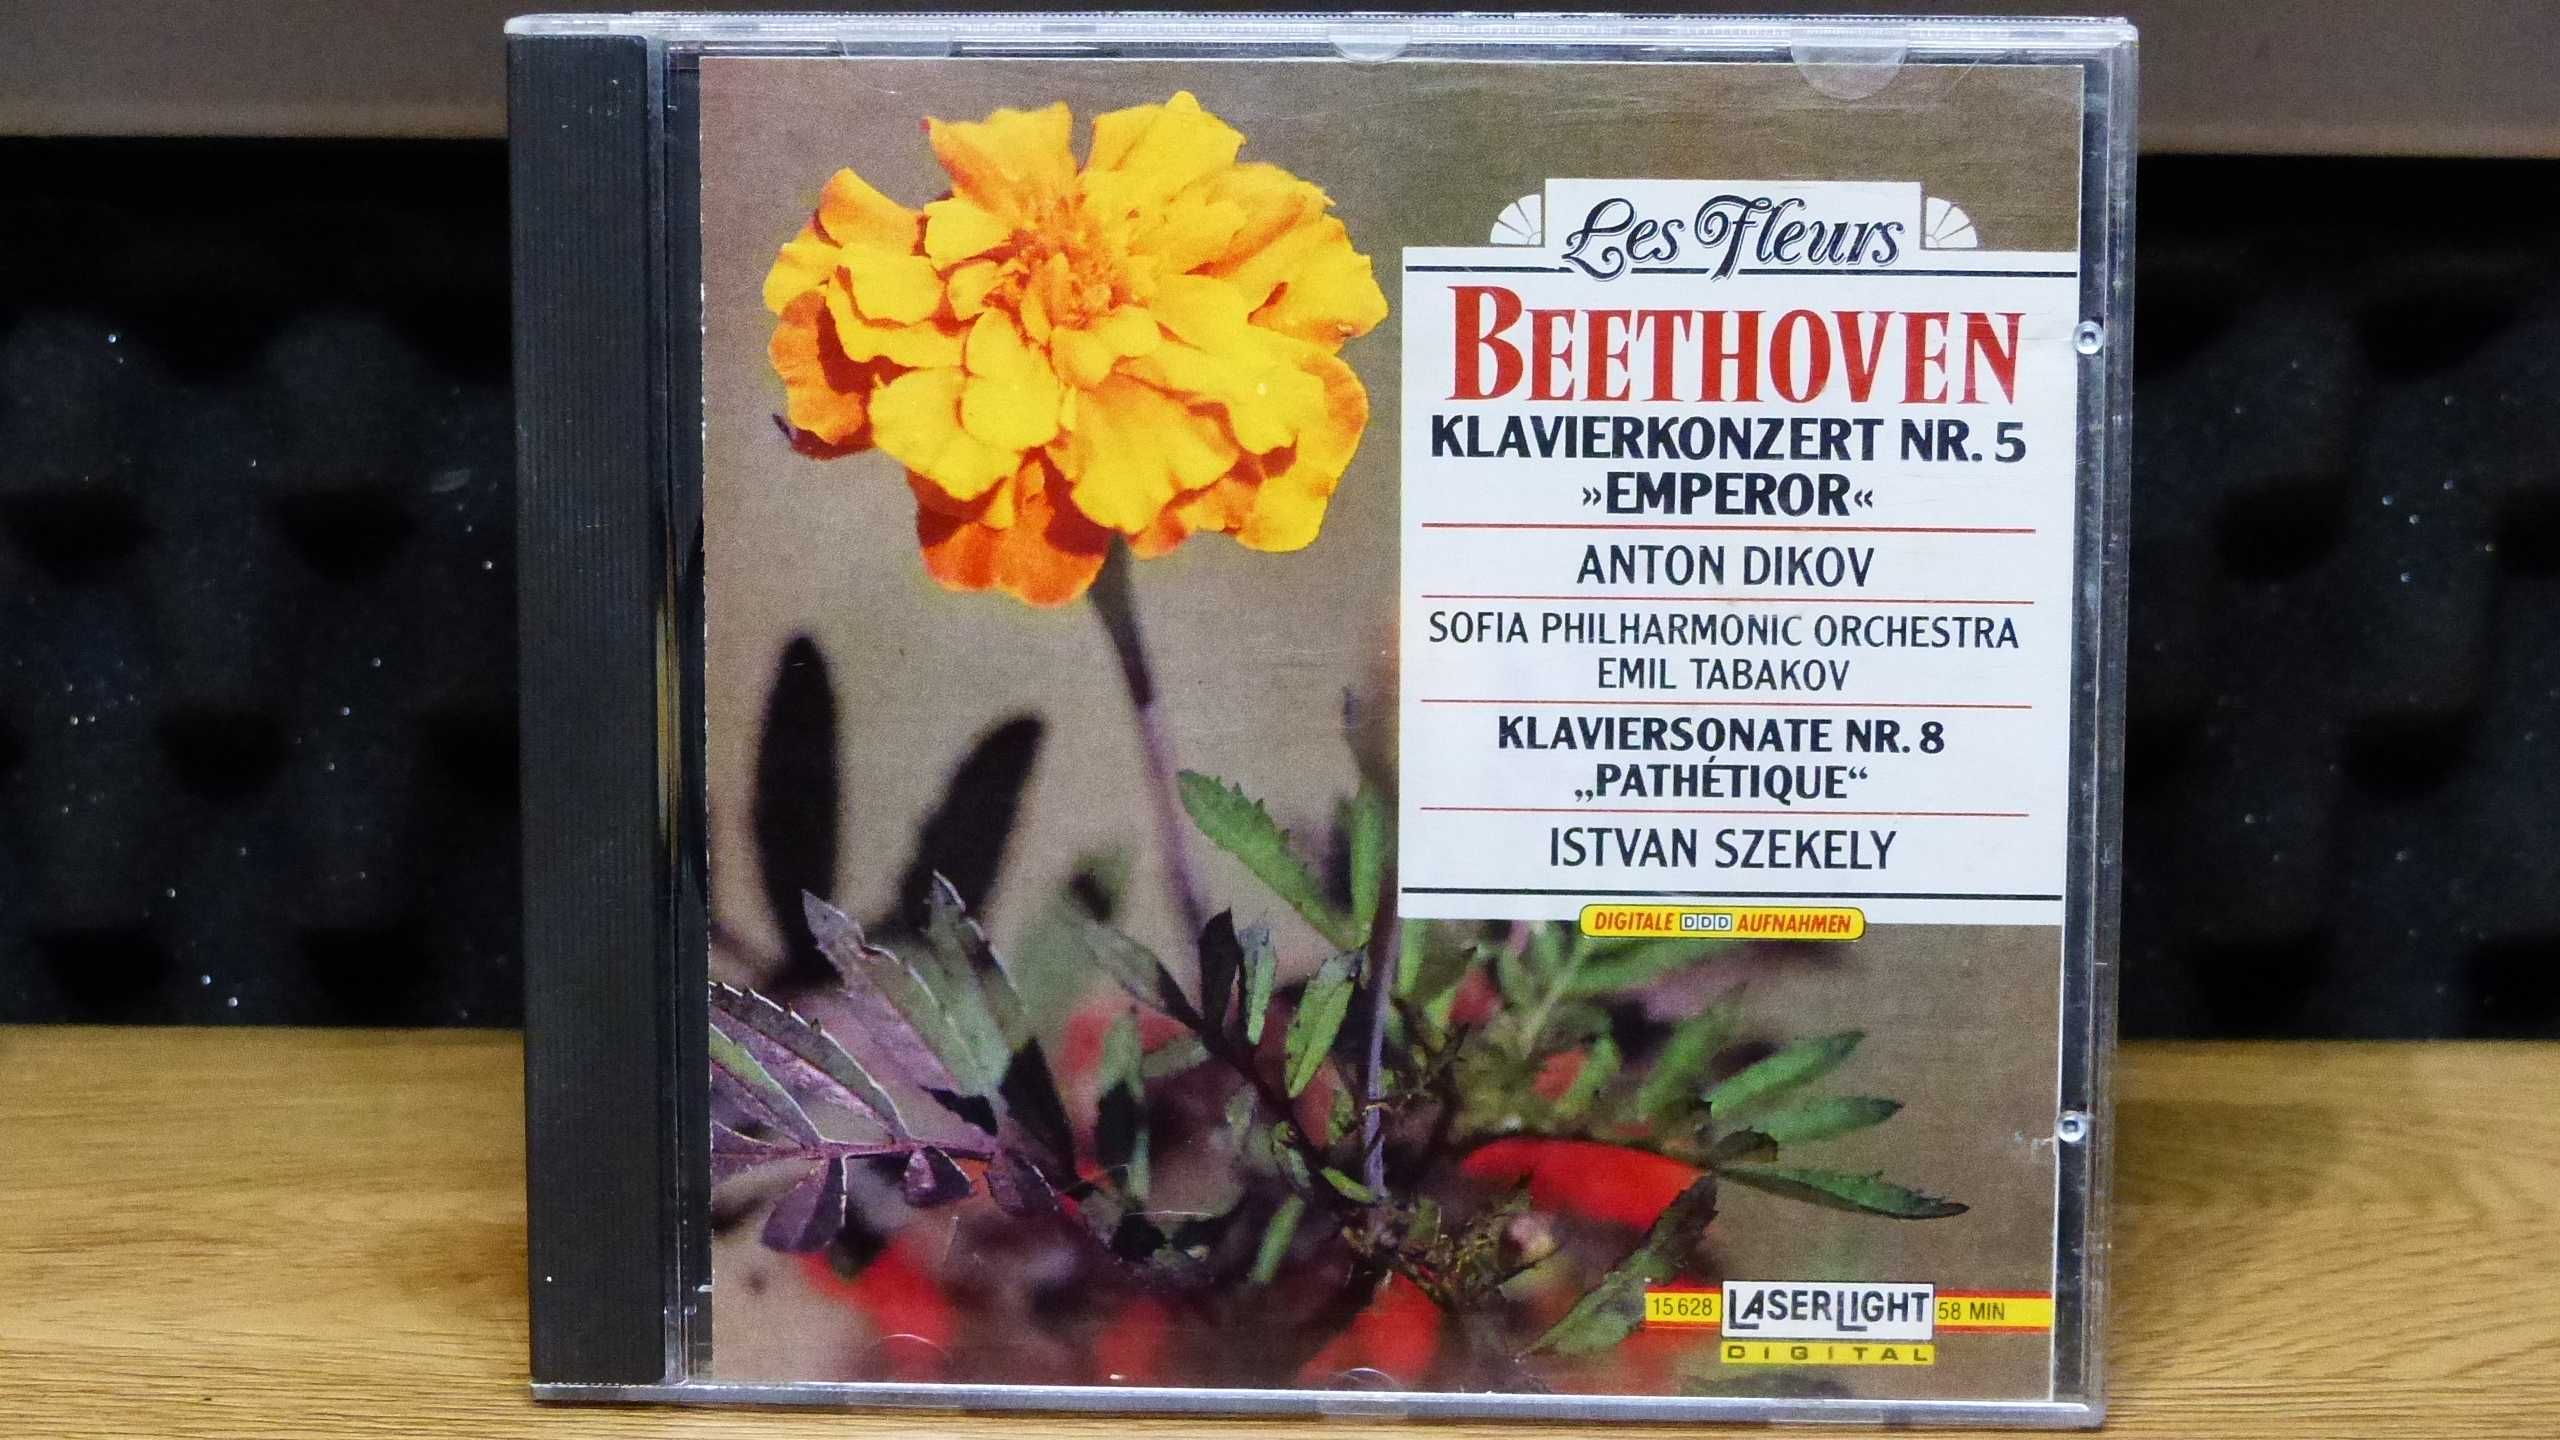 Les Fleurs
BEETHOVEN
KLAVIERKONZERT NR. 5
»EMPEROR«
ANTON DIKOV
SOFIA PHILHARMONIC ORCHESTRA
EMIL TABAKOV
KLAVIERSONATE NR. 8
„PATHÉTIQUE“
ISTVAN SZEKELY
DIGITALE DDD AUFNAHMEN
15 628 LASERLIGHT 58 MIN
DIGITAL